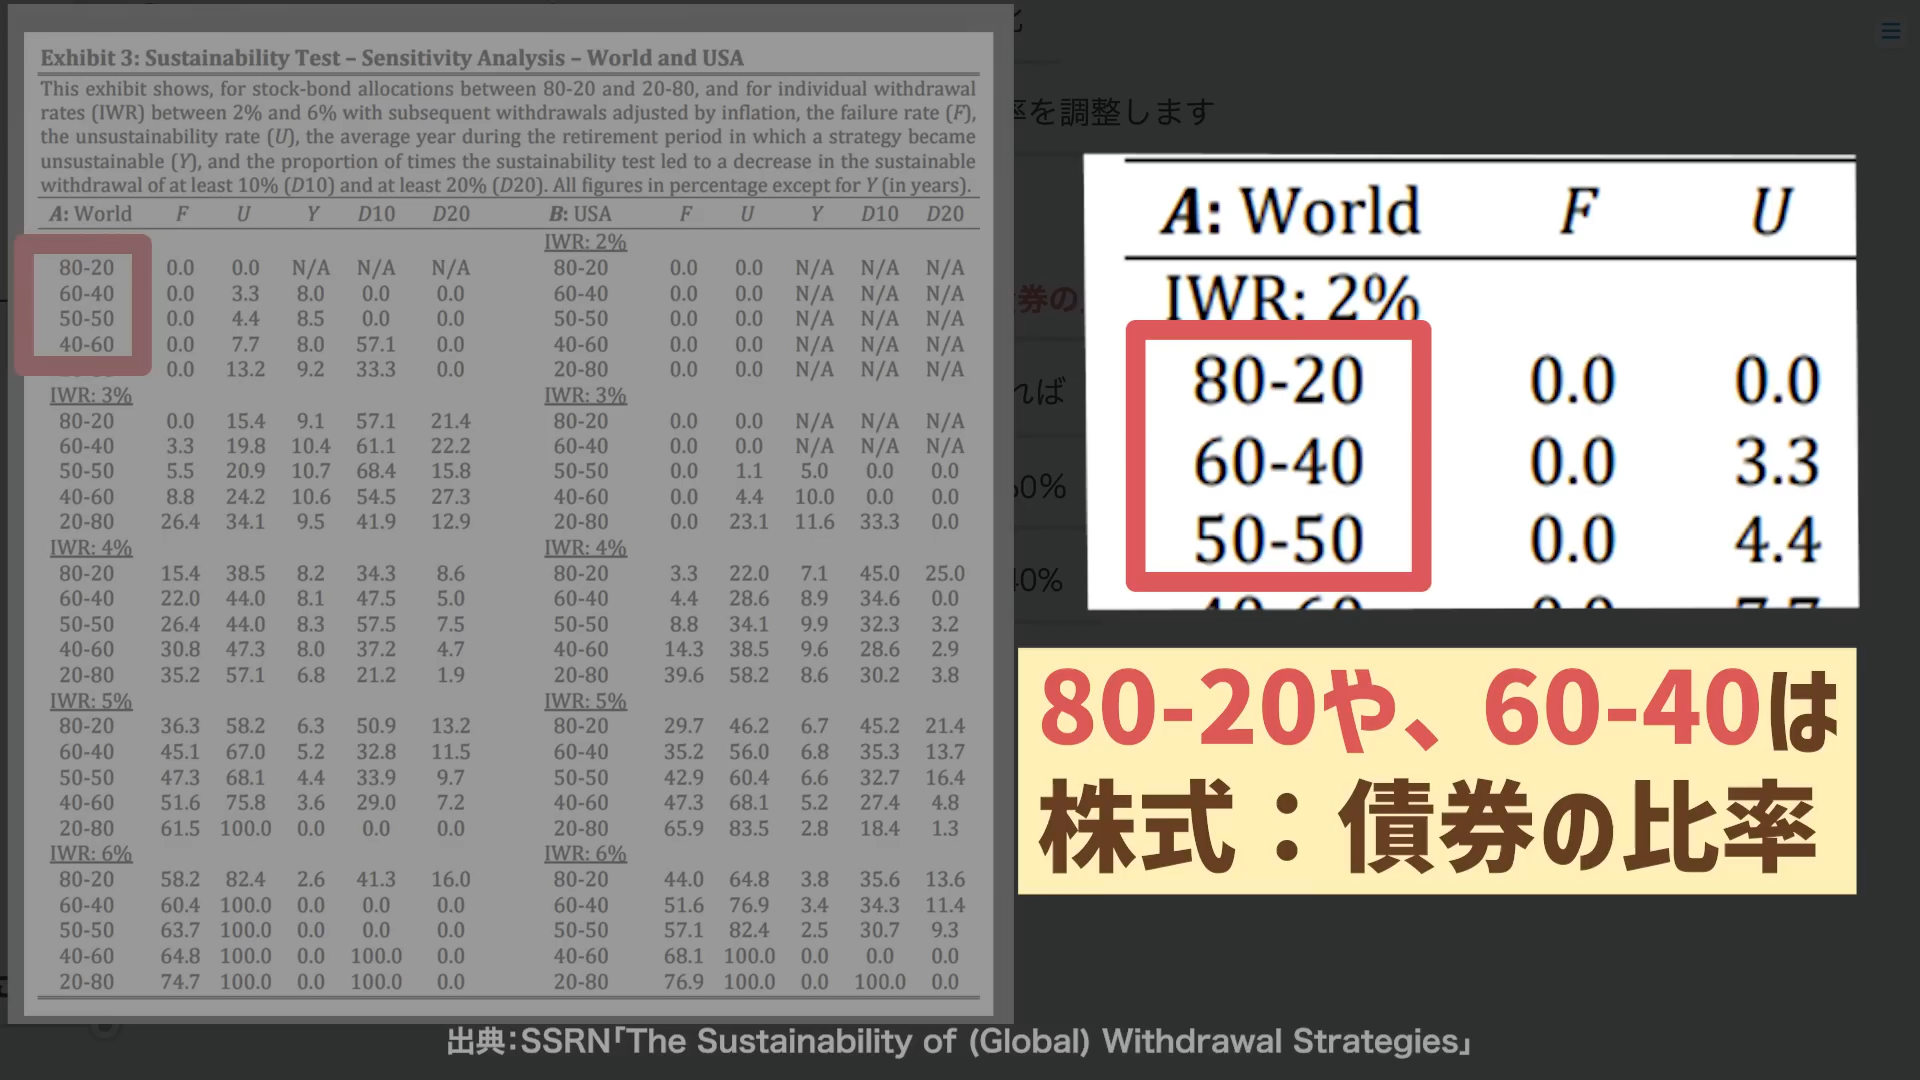 Exhibit 3: Sustainability Test – Sensitivity Analysis – World and USA
This exhibit shows, for stock-bond allocations between 80-20 and 20-80, and for individual withdrawal
rates (IWR) between 2% and 6% with subsequent withdrawals adjusted by inflation, the failure rate (F),
the unsustainability rate (U), the average year during the retirement period in which a strategy became
unsustainable (Y), and the proportion of times the sustainability test led to a decrease in the sustainable
withdrawal of at least 10% (D10) and at least 20% (D20). All figures in percentage except for Y (in years).
A: World F U Y D10 D20 B: USA F U Y D10 D20
IWR: 2%
80-20 0.0 0.0 N/A N/A N/A 80-20 0.0 0.0 N/A N/A N/A
60-40 0.0 3.3 8.0 0.0 0.0 60-40 0.0 0.0 N/A N/A N/A
50-50 0.0 4.4 8.5 0.0 0.0 50-50 0.0 0.0 N/A N/A N/A
40-60 0.0 7.7 8.0 57.1 0.0 40-60 0.0 0.0 N/A N/A N/A
0.0 13.2 9.2 33.3 0.0 20-80 0.0 0.0 N/A N/A N/A
IWR: 3% IWR: 3%
80-20 0.0 15.4 9.1 57.1 21.4 80-20 0.0 0.0 N/A N/A N/A
60-40 3.3 19.8 10.4 61.1 22.2 60-40 0.0 0.0 N/A N/A N/A
50-50 5.5 20.9 10.7 68.4 15.8 50-50 0.0 1.1 5.0 0.0 0.0
40-60 8.8 24.2 10.6 54.5 27.3 40-60 0.0 4.4 10.0 0.0 0.0
20-80 26.4 34.1 9.5 41.9 12.9 20-80 0.0 23.1 11.6 33.3 0.0
IWR: 4% IWR: 4%
80-20 15.4 38.5 8.2 34.3 8.6 80-20 3.3 22.0 7.1 45.0 25.0
60-40 22.0 44.0 8.1 47.5 5.0 60-40 4.4 28.6 8.9 34.6 0.0
50-50 26.4 44.0 8.3 57.5 7.5 50-50 8.8 34.1 9.9 32.3 3.2
40-60 30.8 47.3 8.0 37.2 4.7 40-60 14.3 38.5 9.6 28.6 2.9
20-80 35.2 57.1 6.8 21.2 1.9 20-80 39.6 58.2 8.6 30.2 3.8
IWR: 5% IWR: 5%
80-20 36.3 58.2 6.3 50.9 13.2 80-20 29.7 46.2 6.7 45.2 21.4
60-40 45.1 67.0 5.2 32.8 11.5 60-40 35.2 56.0 6.8 35.3 13.7
50-50 47.3 68.1 4.4 33.9 9.7 50-50 42.9 60.4 6.6 32.7 16.4
40-60 51.6 75.8 3.6 29.0 7.2 40-60 47.3 68.1 5.2 27.4 4.8
20-80 61.5 100.0 0.0 0.0 0.0 20-80 65.9 83.5 2.8 18.4 1.3
IWR: 6% IWR: 6%
80-20 58.2 82.4 2.6 41.3 16.0 80-20 44.0 64.8 3.8 35.6 13.6
60-40 60.4 100.0 0.0 0.0 0.0 60-40 51.6 76.9 3.4 34.3 11.4
50-50 63.7 100.0 0.0 0.0 0.0 50-50 57.1 82.4 2.5 30.7 9.3
40-60 64.8 100.0 0.0 100.0 0.0 40-60 68.1 100.0 0.0 0.0 0.0
20-80 74.7 100.0 0.0 100.0 0.0 20-80 76.9 100.0 0.0 100.0 0.0
を調整します
券の
れば
0%
40%
A: World F U
IWR: 2%
80-20 0.0 0.0
60-40 0.0 3.3
50-50 0.0 4.4
80-20や、60-40は
株式：債券の比率
出典：SSRN「The Sustainability of (Global) Withdrawal Strategies」